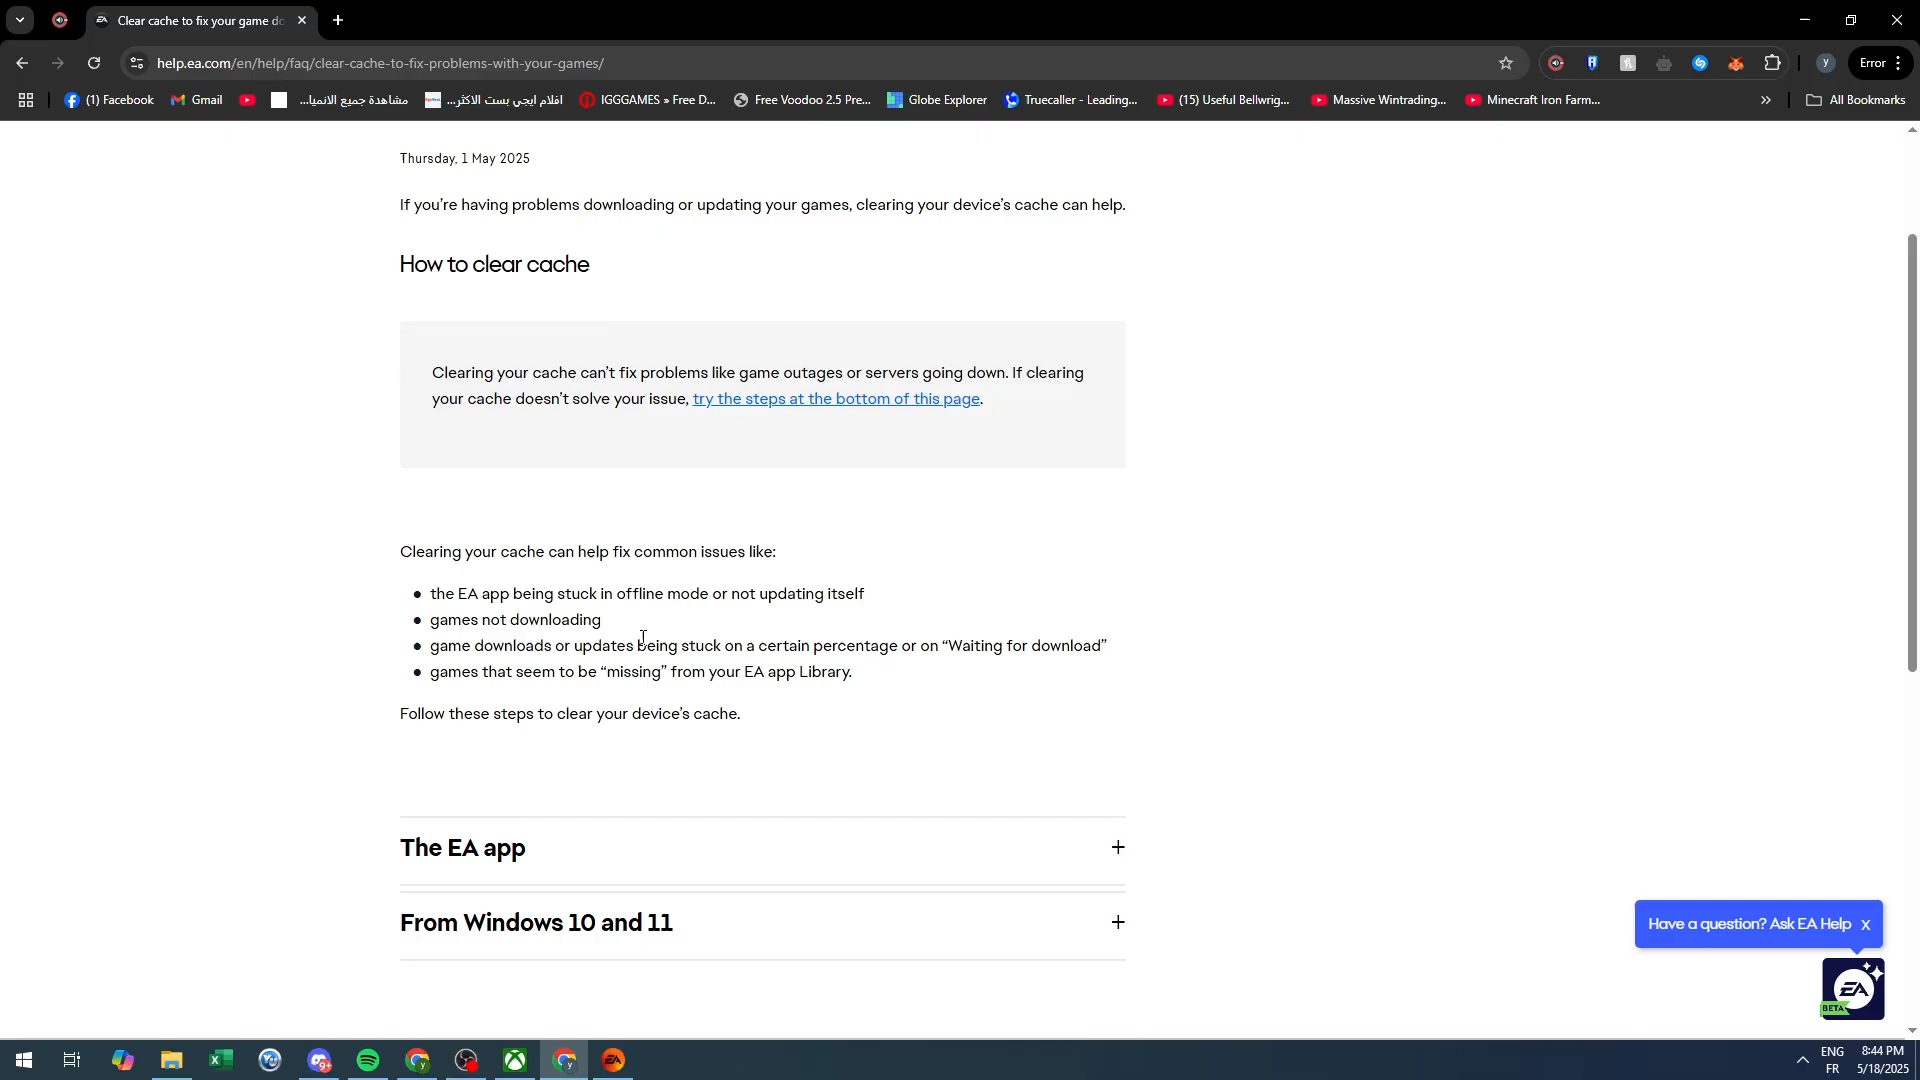 Clear cache to fix your game do
help.ea.com/en/help/faq/clear-cache-to-fix-problems-with-your-games/
Error
(1) Facebook
Gmail
مشاهدة جميع الانميا...
افلام ايجي بست الاكثر...
IGGGAMES » Free D...
Free Voodoo 2.5 Pre...
Globe Explorer
Truecaller - Leading...
(15) Useful Bellwrig...
Massive Wintrading...
Minecraft Iron Farm...
All Bookmarks
Thursday, 1 May 2025
If you’re having problems downloading or updating your games, clearing your device’s cache can help.
How to clear cache
Clearing your cache can’t fix problems like game outages or servers going down. If clearing
your cache doesn’t solve your issue, try the steps at the bottom of this page.
Clearing your cache can help fix common issues like:
● the EA app being stuck in offline mode or not updating itself
● games not downloading
● game downloads or updates being stuck on a certain percentage or on “Waiting for download”
● games that seem to be “missing” from your EA app Library.
Follow these steps to clear your device’s cache.
The EA app
From Windows 10 and 11
Have a question? Ask EA Help X
EA
BETA
9+
EA
ENG
FR
8:44 PM
5/18/2025